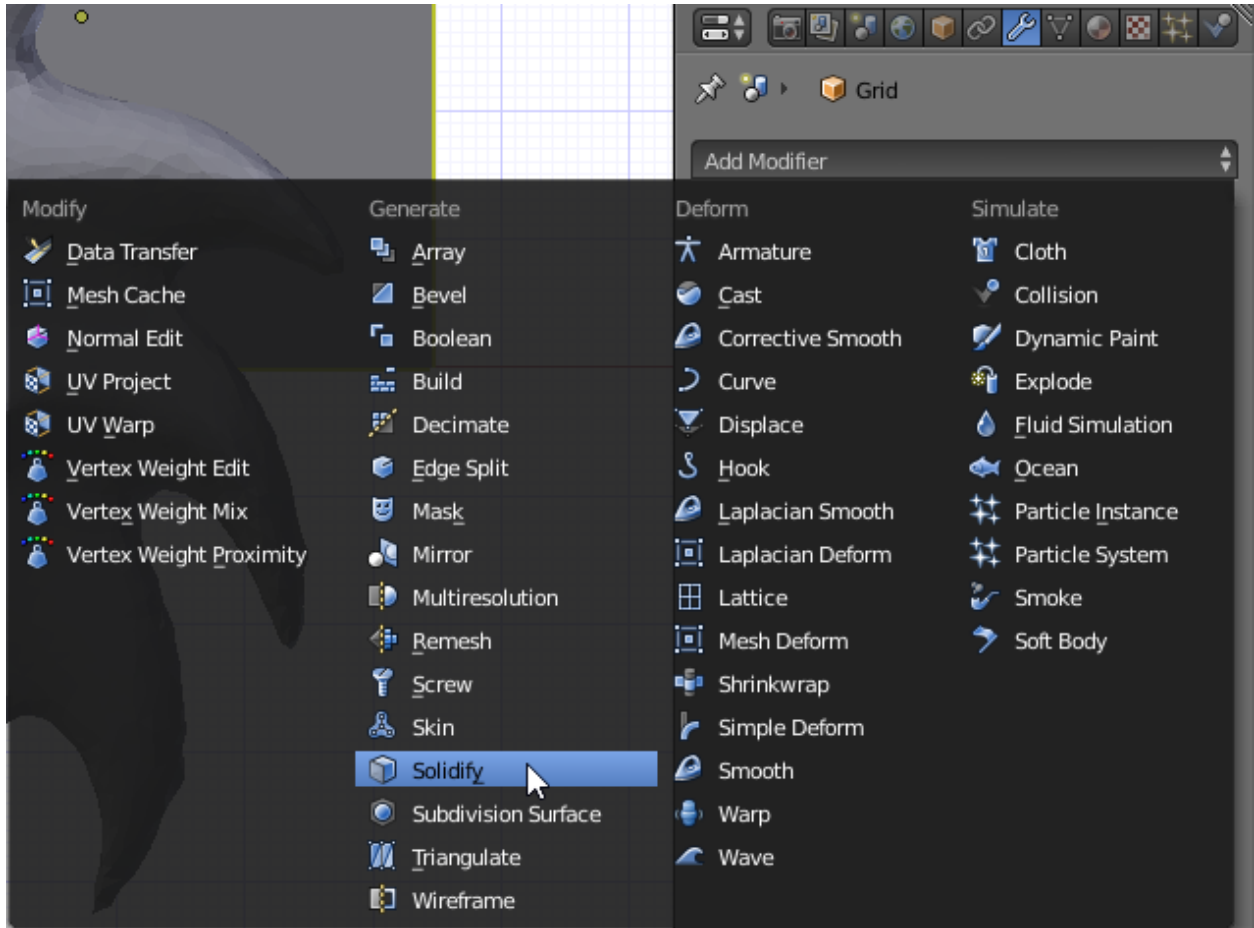 Grid
Add Modifier
Modify
Data Transfer
Mesh Cache
Normal Edit
UV Project
UV Warp
Vertex Weight Edit
Vertex Weight Mix
Vertex Weight Proximity
Generate
Array
Bevel
Boolean
Build
Decimate
Edge Split
Mask
Mirror
Multiresolution
Remesh
Screw
Skin
Solidify
Subdivision Surface
Triangulate
Wireframe
Deform
Armature
Cast
Corrective Smooth
Curve
Displace
Hook
Laplacian Smooth
Laplacian Deform
Lattice
Mesh Deform
Shrinkwrap
Simple Deform
Smooth
Warp
Wave
Simulate
Cloth
Collision
Dynamic Paint
Explode
Fluid Simulation
Ocean
Particle Instance
Particle System
Smoke
Soft Body